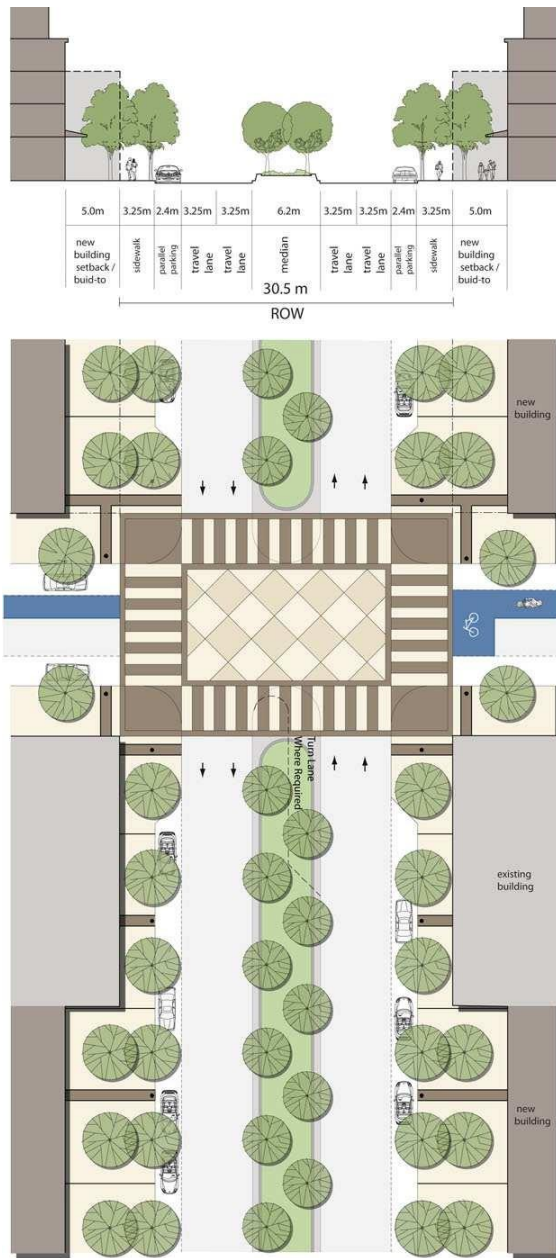 5.0m 3.25m 2.4m 3.25m 3.25m 6.2m 3.25m 3.25m 2.4m 3.25m 5.0m
new
building
setback /
buid-to
sidewalk
parallel
parking
travel
lane
travel
lane
median
travel
lane
travel
lane
parallel
parking
sidewalk
new
building
setback /
buid-to
30.5 m
ROW
new
building
Turn Lane
Where Required
existing
building
new
building